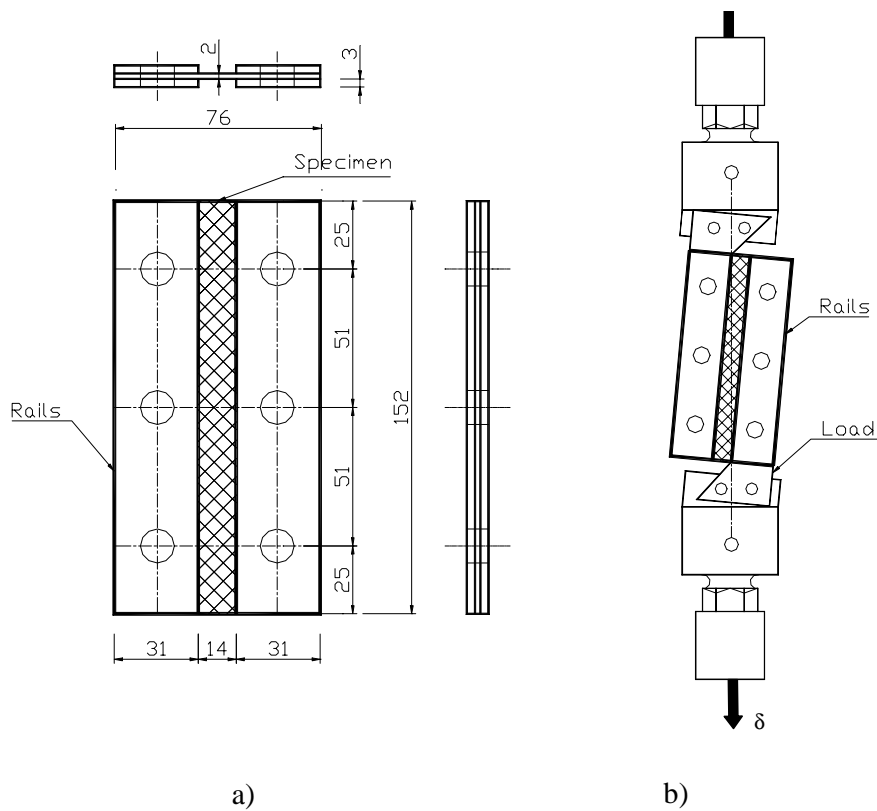 2
3
76
Specimen
25
51
Rails
152
51
25
31 14 31
Rails
Load
δ
a)
b)